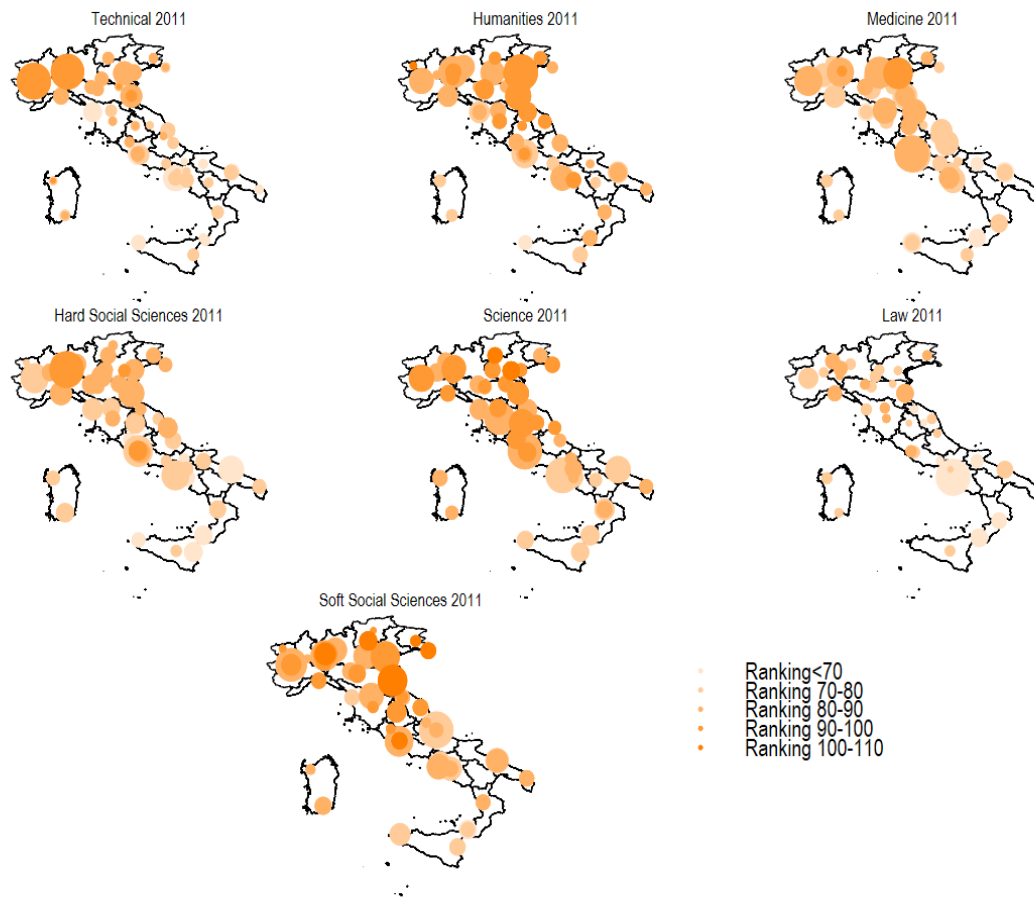 Technical 2011
Humanities 2011
Medicine 2011
Hard Social Sciences 2011
Science 2011
Law 2011
Soft Social Sciences 2011
Ranking<70
Ranking 70-80
Ranking 80-90
Ranking 90-100
Ranking 100-110